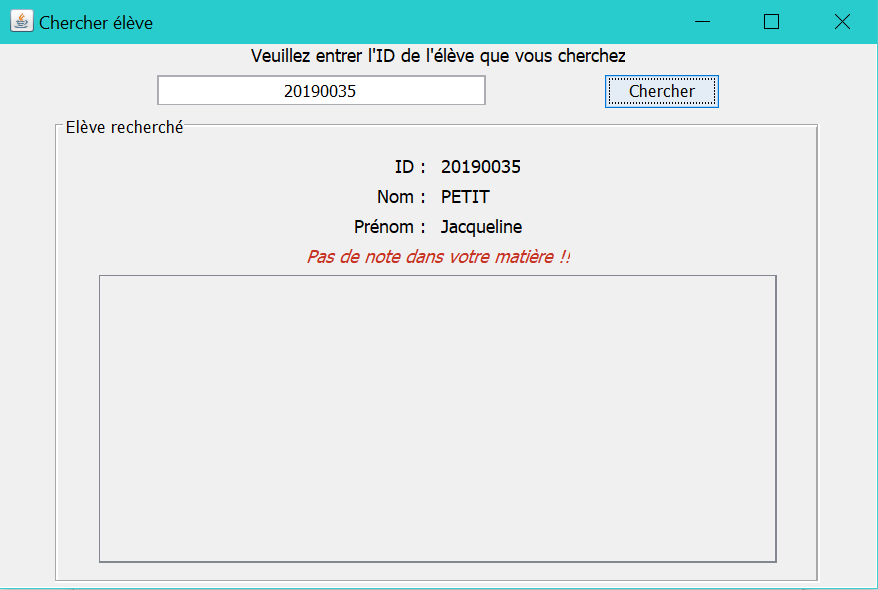 Chercher élève
Veuillez entrer l'ID de l'élève que vous cherchez
20190035 Chercher
Elève recherché
ID : 20190035
Nom : PETIT
Prénom : Jacqueline
Pas de note dans votre matière !!